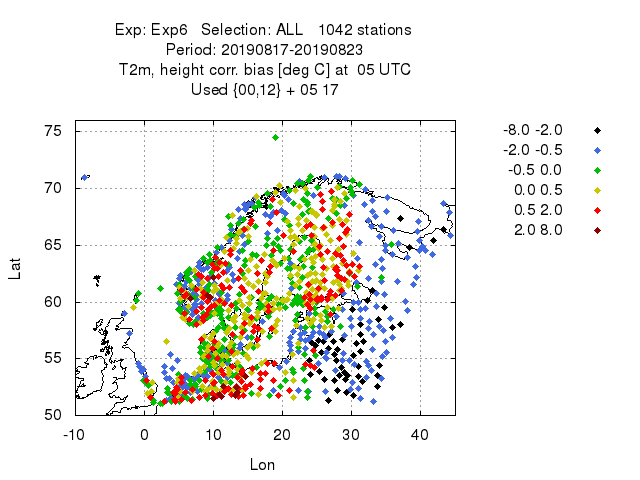 Exp: Exp6 Selection: ALL 1042 stations
Period: 20190817-20190823
T2m, height corr. bias [deg C] at 05 UTC
Used {00,12} + 05 17
-8.0 -2.0
-2.0 -0.5
-0.5 0.0
0.0 0.5
0.5 2.0
2.0 8.0
75
70
65
60
55
50
Lat
-10 0 10 20 30 40
Lon